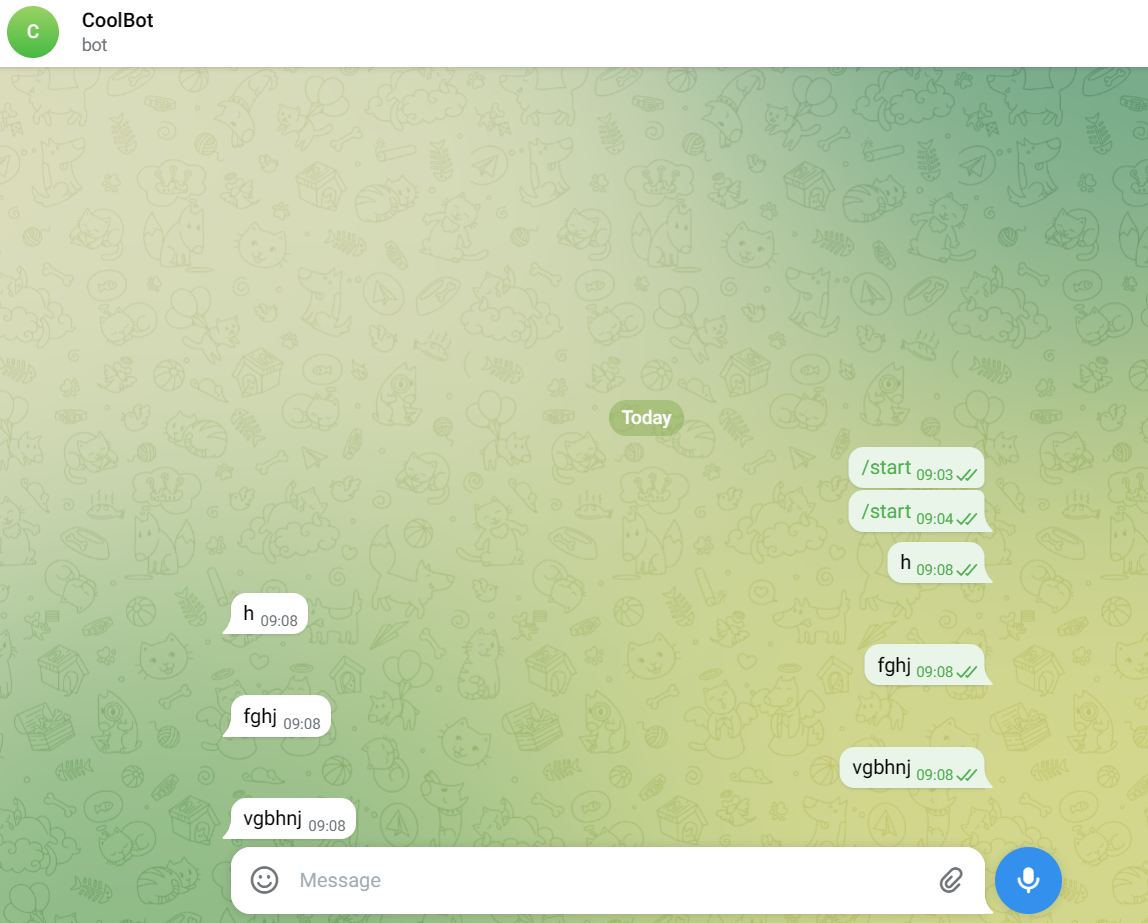 C
CoolBot
bot
Today
/start 09:03
/start 09:04
h 09:08
h 09:08
fghj 09:08
fghj 09:08
vgbhnj 09:08
vgbhnj 09:08
Message